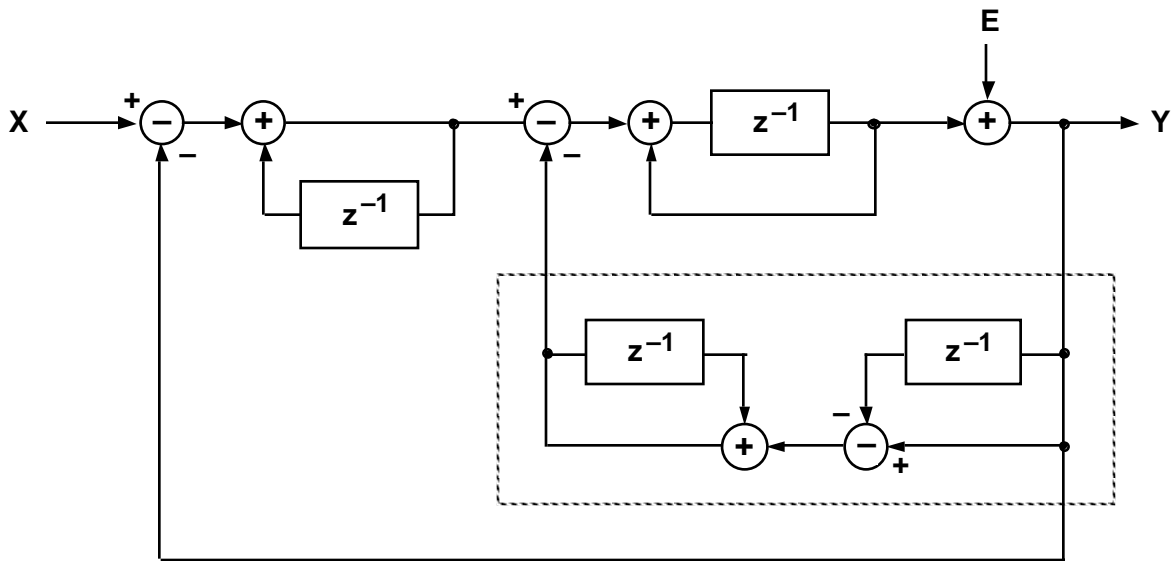 E
X + − − + + − − + z⁻¹ + Y
z⁻¹
z⁻¹ z⁻¹
−
+ − +